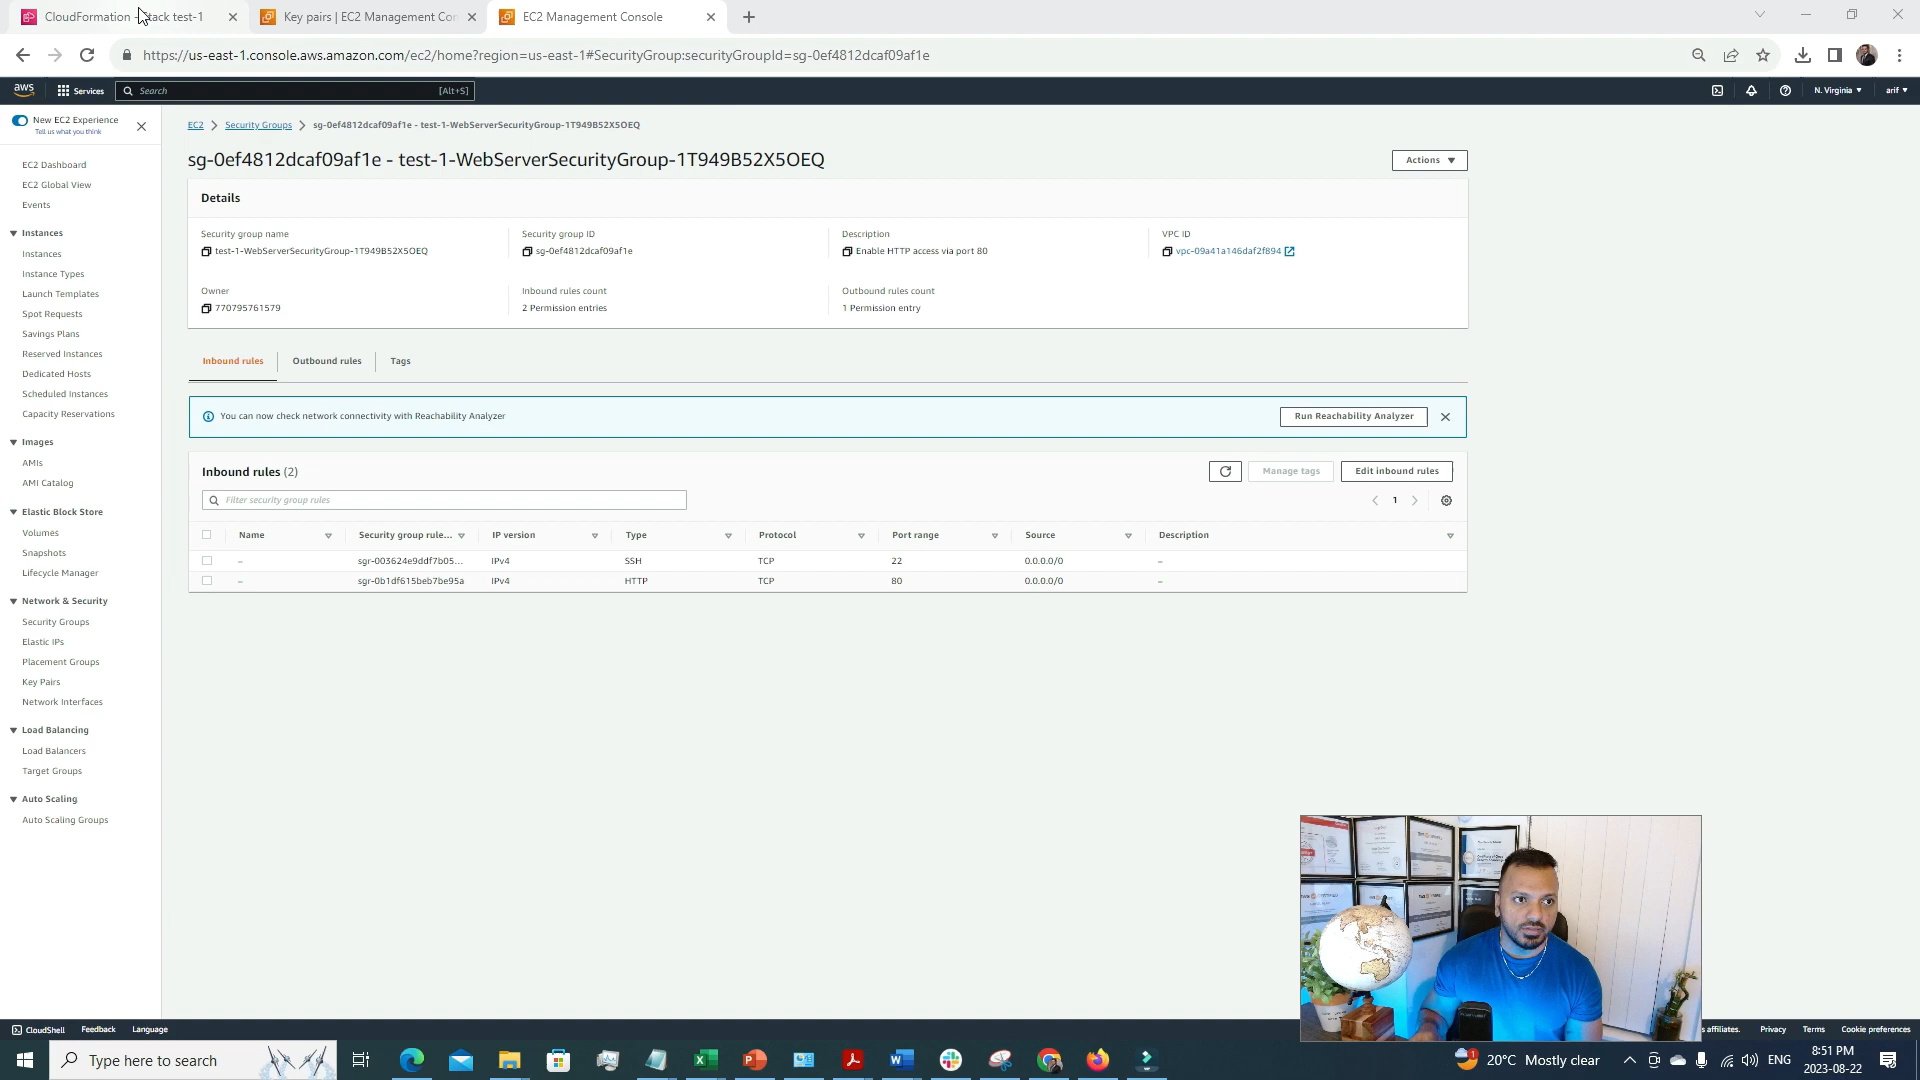 CloudFormation - Stack test-1
Key pairs | EC2 Management Con
EC2 Management Console
https://us-east-1.console.aws.amazon.com/ec2/home?region=us-east-1#SecurityGroup:securityGroupId=sg-0ef4812dcaf09af1e
aws
Services
Search
[Alt+S]
N. Virginia
arif
New EC2 Experience
Tell us what you think
EC2 Dashboard
EC2 Global View
Events
Instances
Instances
Instance Types
Launch Templates
Spot Requests
Savings Plans
Reserved Instances
Dedicated Hosts
Scheduled Instances
Capacity Reservations
Images
AMIs
AMI Catalog
Elastic Block Store
Volumes
Snapshots
Lifecycle Manager
Network & Security
Security Groups
Elastic IPs
Placement Groups
Key Pairs
Network Interfaces
Load Balancing
Load Balancers
Target Groups
Auto Scaling
Auto Scaling Groups
EC2 > Security Groups > sg-0ef4812dcaf09af1e - test-1-WebServerSecurityGroup-1T949B52X5OEQ
sg-0ef4812dcaf09af1e - test-1-WebServerSecurityGroup-1T949B52X5OEQ
Actions
Details
Security group name
test-1-WebServerSecurityGroup-1T949B52X5OEQ
Security group ID
sg-0ef4812dcaf09af1e
Description
Enable HTTP access via port 80
VPC ID
vpc-09a41a146daf2f894
Owner
770795761579
Inbound rules count
2 Permission entries
Outbound rules count
1 Permission entry
Inbound rules
Outbound rules
Tags
You can now check network connectivity with Reachability Analyzer
Run Reachability Analyzer
Inbound rules (2)
Manage tags
Edit inbound rules
Filter security group rules
1
Name Security group rule... IP version Type Protocol Port range Source Description
– sgr-003624e9ddf7b05... IPv4 SSH TCP 22 0.0.0.0/0 –
– sgr-0b1df615beb7be95a IPv4 HTTP TCP 80 0.0.0.0/0 –
CloudShell
Feedback
Language
s affiliates.
Privacy
Terms
Cookie preferences
Type here to search
20°C Mostly clear
ENG
8:51 PM
2023-08-22